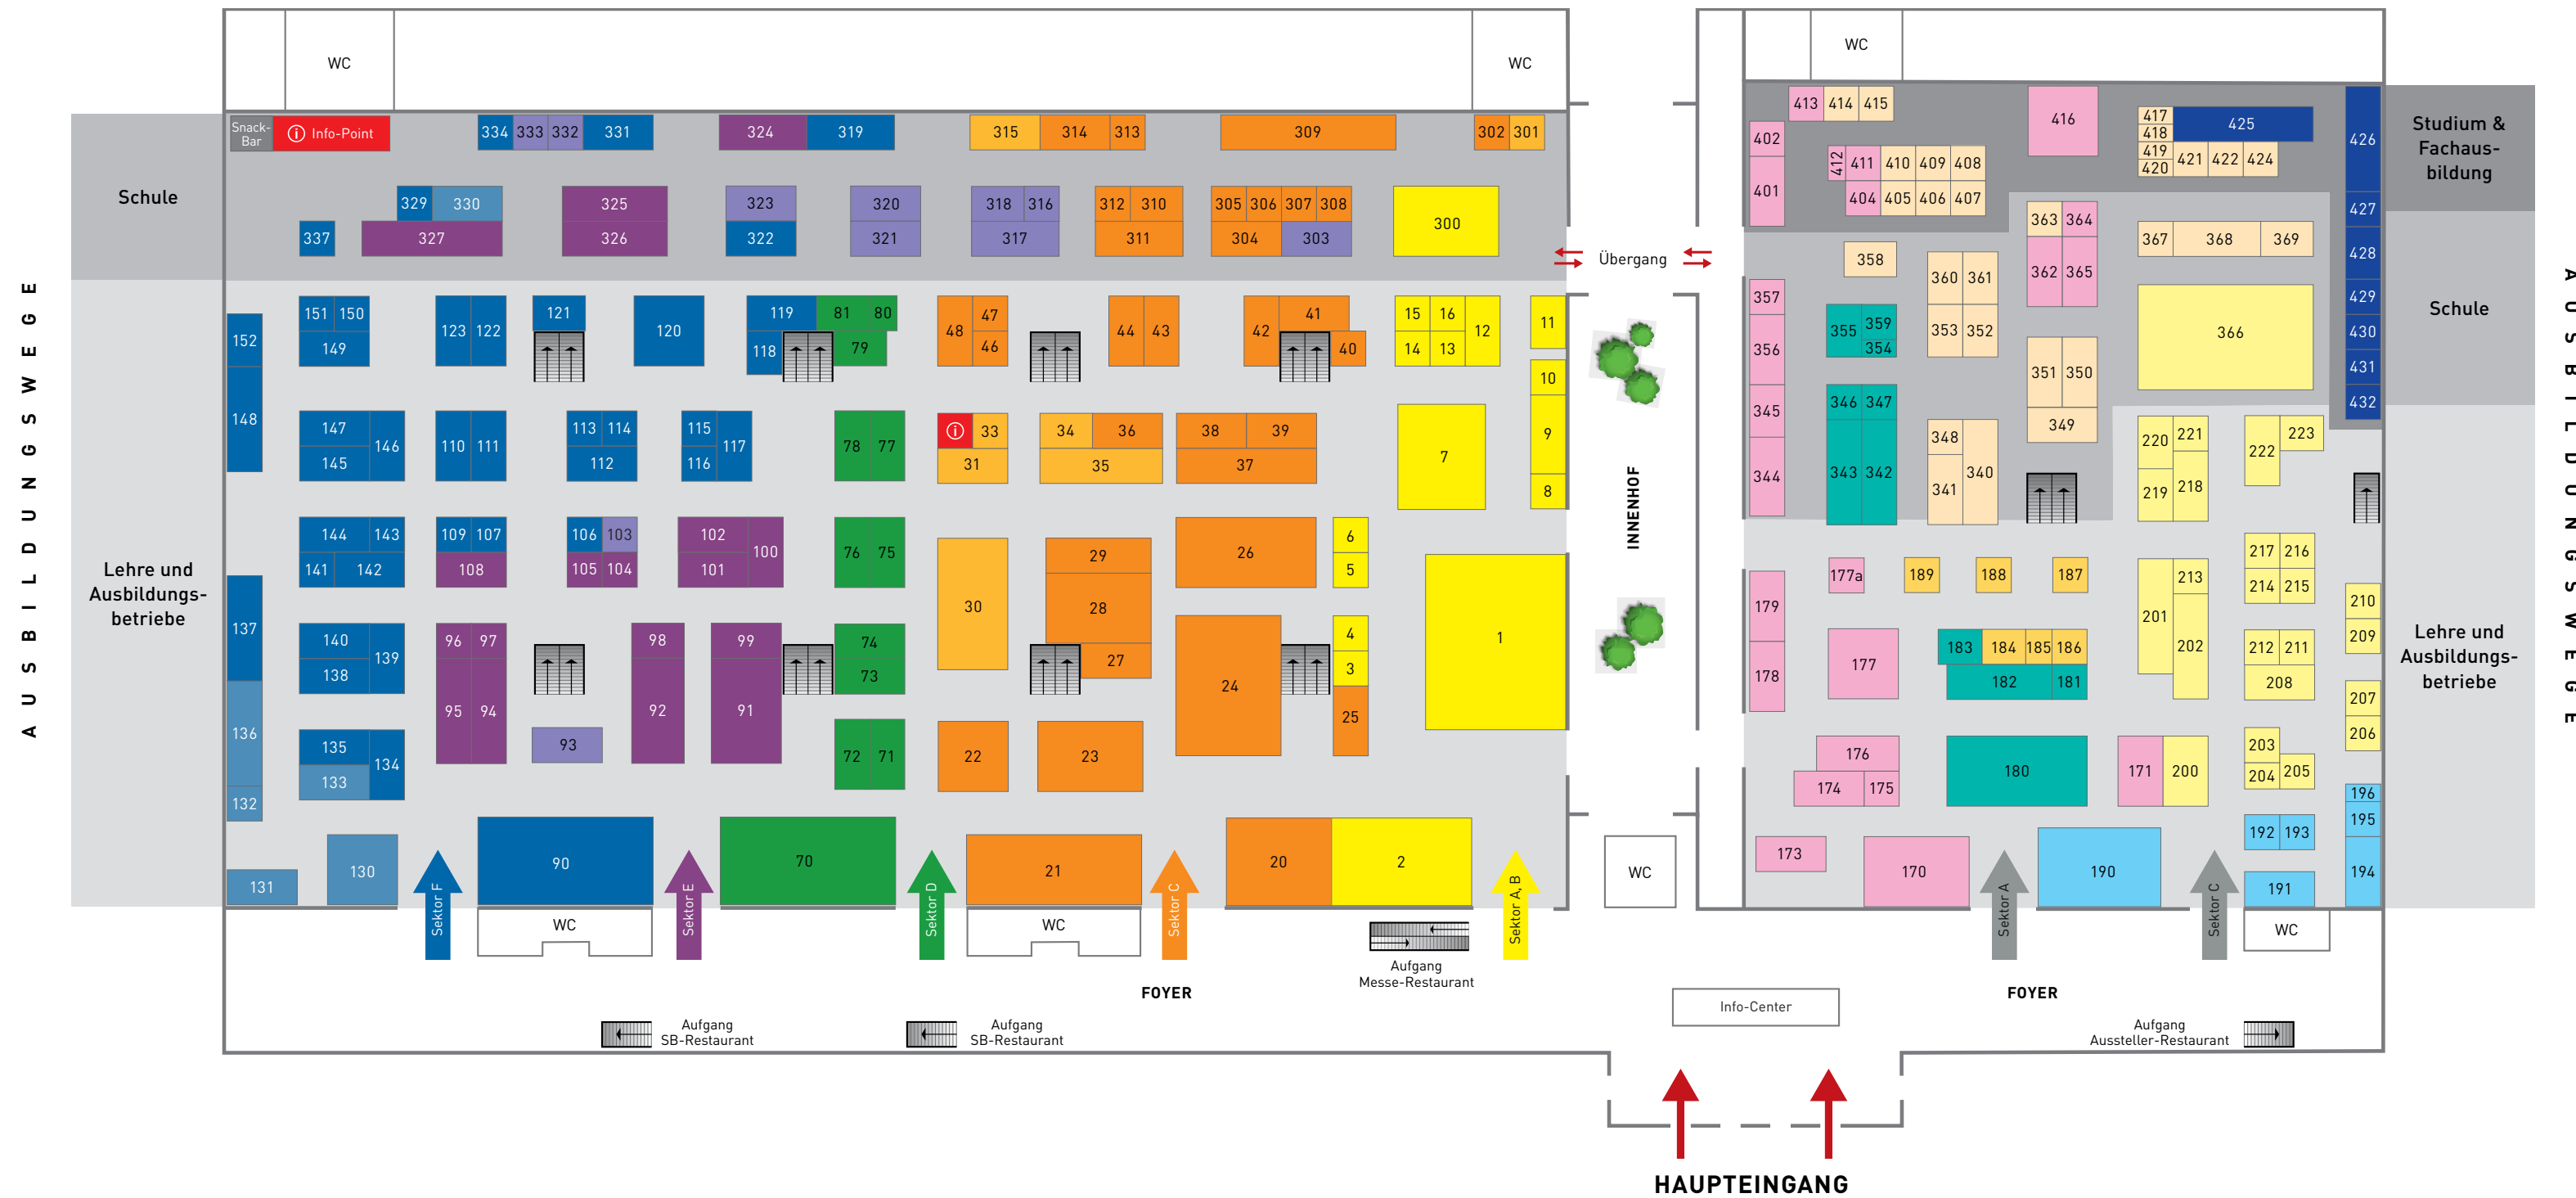 WC
WC
WC
Snack-
Bar
i Info-Point
334 333 332 331
324 319
315 314 313
309
302 301
413 414 415
416
417
418
425
419
420
421 422 424
426
Studium &
Fachaus-
bildung
402
401
412 411 410 409 408
404 405 406 407
Schule
329 330
337 327
325
326
323
322
320
321
318 316
317
312 310
311
305 306 307 308
304 303
300
Übergang
358
360 361
353 352
363 364
362 365
367 368 369
427
428
429
430
431
432
Schule
AUSBILDUNGSWEGE
AUSBILDUNGSWEGE
152
148
151 150
149
123 122
121
120
119 81 80
118 79
48 47
46
44 43
42 41
40
15 16 12
14 13
11
10
9
8
357
356
345
344
355 359
354
346 347
343 342
351 350
349
366
348
341 340
147 146
145
110 111
113 114
112
115 117
116
78 77
i 33
31
34 36
35
38 39
37
7
INNENHOF
220 221
219 218
222 223
144 143
141 142
109 107
108
106 103
105 104
102 100
101
76 75
30
29
28
27
26
6
5
1
Lehre und
Ausbildungs-
betriebe
137
136
132
140 139
138
96 97
95 94
98
92
99
91
74
73
24
4
3
25
93
135 134
133
72 71
22
23
179
178
177a
189 188 187
177
183 184 185 186
182 181
201 213
202
217 216
214 215
212 211
208
210
209
207
206
Lehre und
Ausbildungs-
betriebe
176
174 175
180
171 200
203
204 205
196
195
194
192 193
191
131
130
90
70
21
20 2
173
170
190
WC
Sektor F
Sektor E
Sektor D
Sektor C
Sektor A, B
Sektor A
Sektor C
WC
WC
WC
Aufgang
Messe-Restaurant
FOYER
FOYER
Info-Center
Aufgang
SB-Restaurant
Aufgang
SB-Restaurant
Aufgang
Aussteller-Restaurant
HAUPTEINGANG